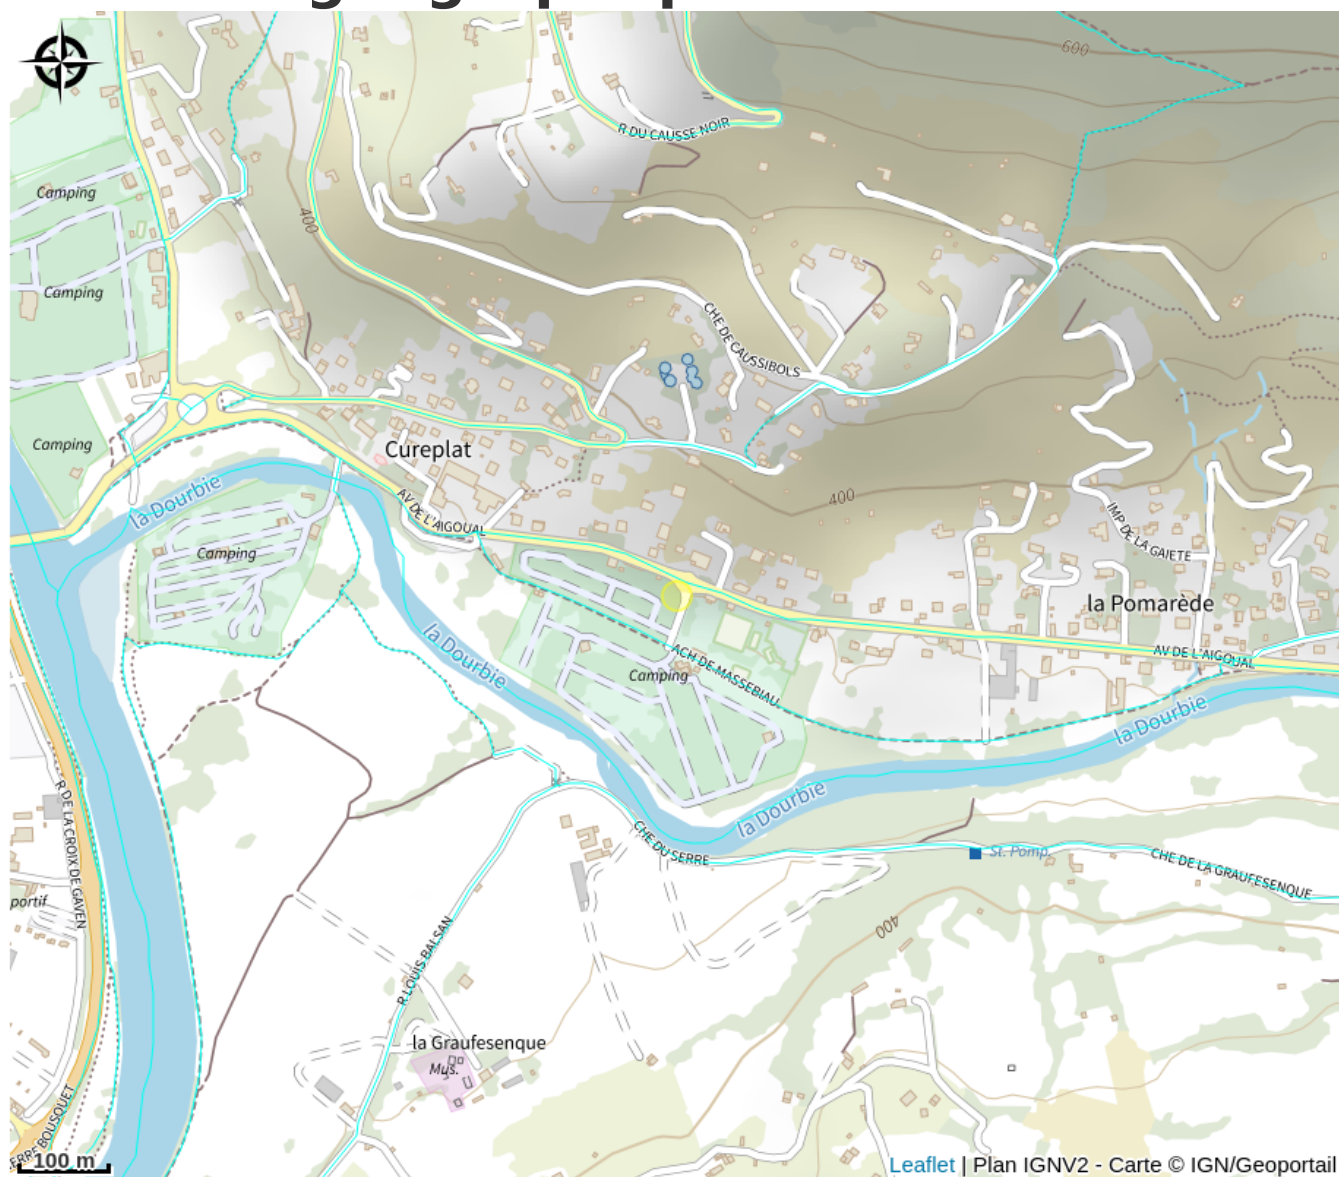 600
R DU CAUSSE NOIR
Camping
400
Camping
CHE DE CAUSSIBOLS
Camping
Cureplat
la Dourbie
400
AV DE L'AIGOUAL
IMP DE LA GAIETE
Camping
la Pomarède
la Dourbie
ACH DE MASSEBIAU
AV DE L'AIGOUAL
Camping
la Dourbie
la Dourbie
R DE LA CROIX DE GAVEN
CHE DU SERRE
St. Pomp.
CHE DE LA GRAUFESENQUE
portif
400
R LOUIS BALSAN
la Graufesenque
Mus.
ERRE BOUSQUET
100 m
Leaflet | Plan IGNV2 - Carte © IGN/Geoportail